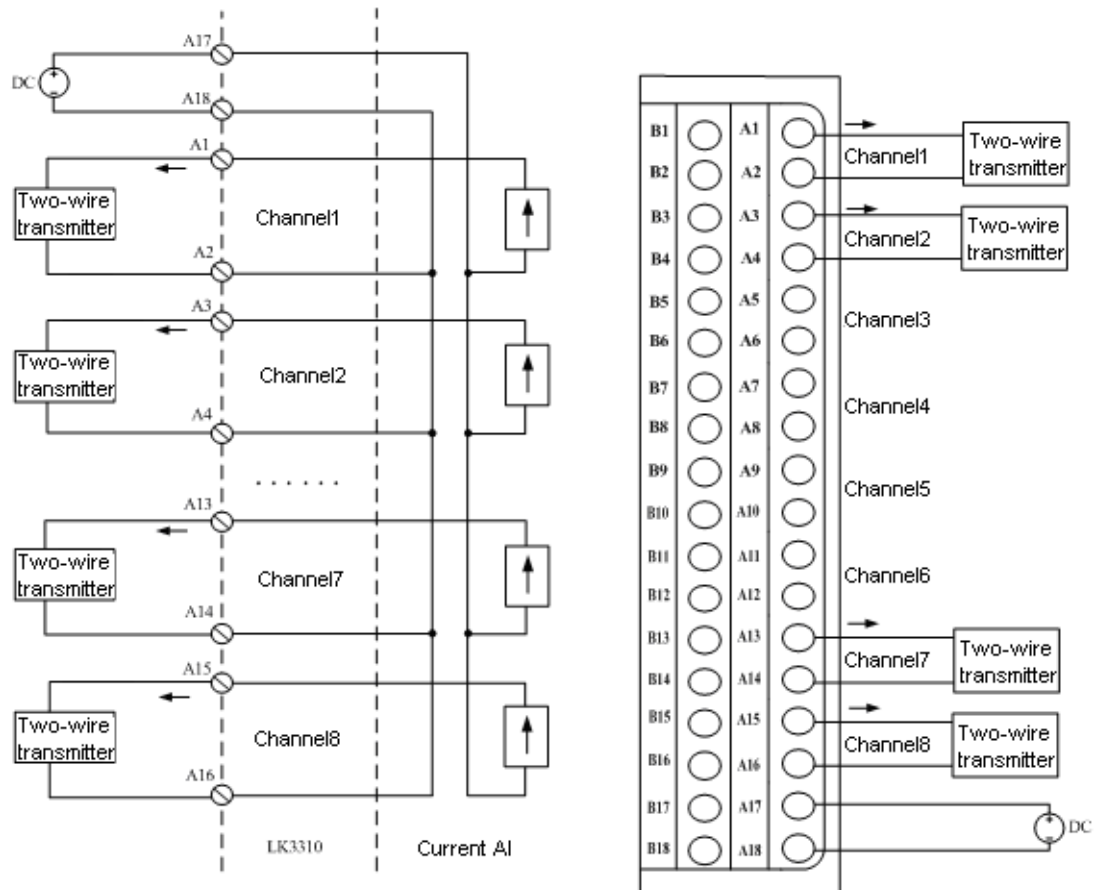 A17
DC
A18
A1
Two-wire
transmitter
Channel1
A2
A3
Two-wire
transmitter
Channel2
A4
. . . . . .
A13
Two-wire
transmitter
Channel7
A14
A15
Two-wire
transmitter
Channel8
A16
LK3310
Current AI
B1 A1
Channel1
Two-wire
transmitter
B2 A2
B3 A3
Channel2
Two-wire
transmitter
B4 A4
B5 A5
Channel3
B6 A6
B7 A7
Channel4
B8 A8
B9 A9
Channel5
B10 A10
B11 A11
Channel6
B12 A12
B13 A13
Channel7
Two-wire
transmitter
B14 A14
B15 A15
Channel8
Two-wire
transmitter
B16 A16
B17 A17
DC
B18 A18